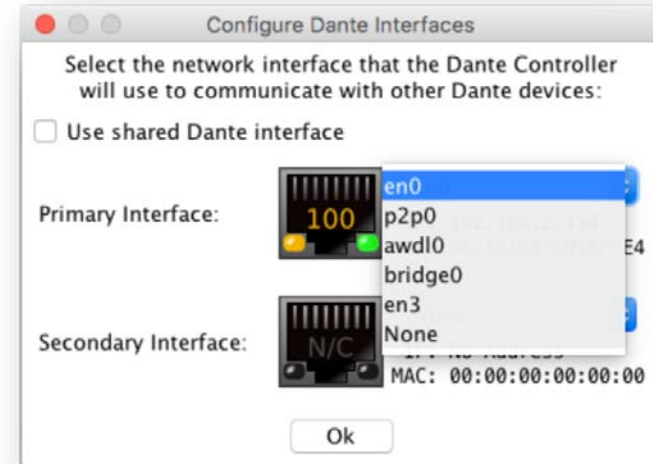 Configure Dante Interfaces
Select the network interface that the Dante Controller
will use to communicate with other Dante devices:
Use shared Dante interface
Primary Interface:
100
en0
p2p0
awdl0
bridge0
en3
None
E4
Secondary Interface:
N/C
MAC: 00:00:00:00:00:00
Ok